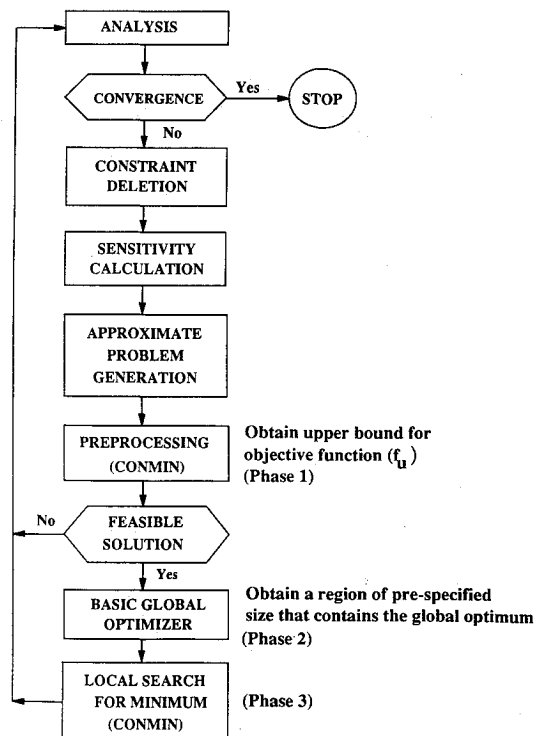 ANALYSIS
CONVERGENCE
Yes
STOP
No
CONSTRAINT
DELETION
SENSITIVITY
CALCULATION
APPROXIMATE
PROBLEM
GENERATION
PREPROCESSING
(CONMIN)
Obtain upper bound for
objective function (fu)
(Phase 1)
No
FEASIBLE
SOLUTION
Yes
BASIC GLOBAL
OPTIMIZER
Obtain a region of pre-specified
size that contains the global optimum
(Phase 2)
LOCAL SEARCH
FOR MINIMUM
(CONMIN)
(Phase 3)